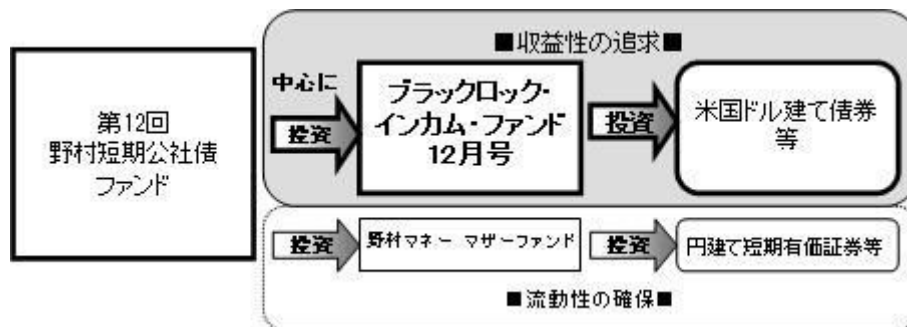 ■収益性の追求■
第12回
野村短期公社債
ファンド
中心に
投資
ブラックロック・
インカム・ファンド
12月号
投資
米国ドル建て債券
等
投資
野村マネー マザーファンド
投資
円建て短期有価証券等
■流動性の確保■